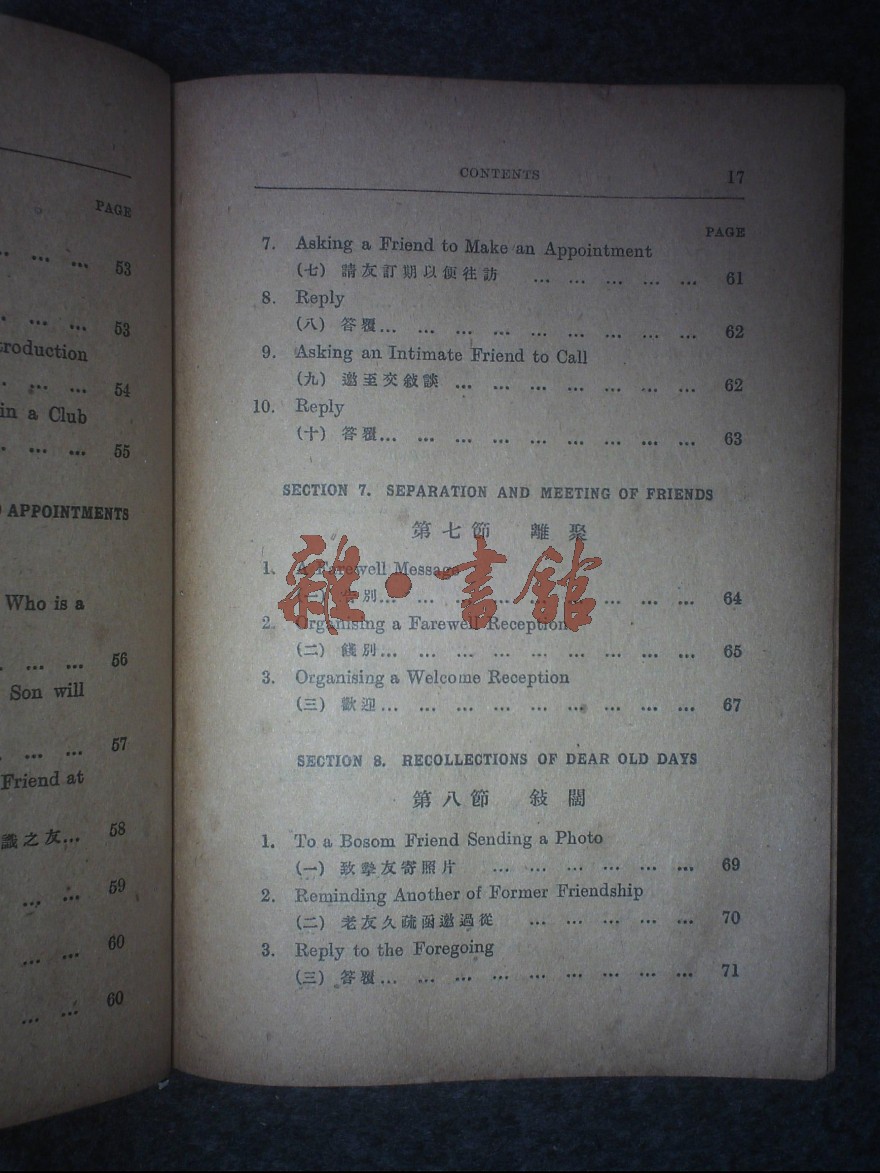 PAGE
... ... ... 53
... ... ... 53
troduction
... ... ... 54
in a Club
... ... ... 55
APPOINTMENTS
Who is a
... ... ... 56
Son will
... ... ... 57
Friend at
識之友... 58
... ... 59
... ... 60
... ... 60
CONTENTS 17
PAGE
7. Asking a Friend to Make an Appointment
(七) 請友訂期以便往訪 ... ... ... ... ... 61
8. Reply
(八) 答覆... ... ... ... ... ... ... ... ... 62
9. Asking an Intimate Friend to Call
(九) 邀至交敍談 ... ... ... ... ... ... ... 62
10. Reply
(十) 答覆... ... ... ... ... ... ... ... ... 63
SECTION 7. SEPARATION AND MEETING OF FRIENDS
第七節 離聚
1. A Farewell Message
(一) 告別... ... ... ... ... ... ... ... ... 64
2. Organising a Farewell Reception
(二) 餞別... ... ... ... ... ... ... ... ... 65
3. Organising a Welcome Reception
(三) 歡迎... ... ... ... ... ... ... ... ... 67
SECTION 8. RECOLLECTIONS OF DEAR OLD DAYS
第八節 敍闊
1. To a Bosom Friend Sending a Photo
(一) 致摯友寄照片 ... ... ... ... ... ... 69
2. Reminding Another of Former Friendship
(二) 老友久疏函邀過從 ... ... ... ... ... 70
3. Reply to the Foregoing
(三) 答覆... ... ... ... ... ... ... ... ... 71
雜·書館